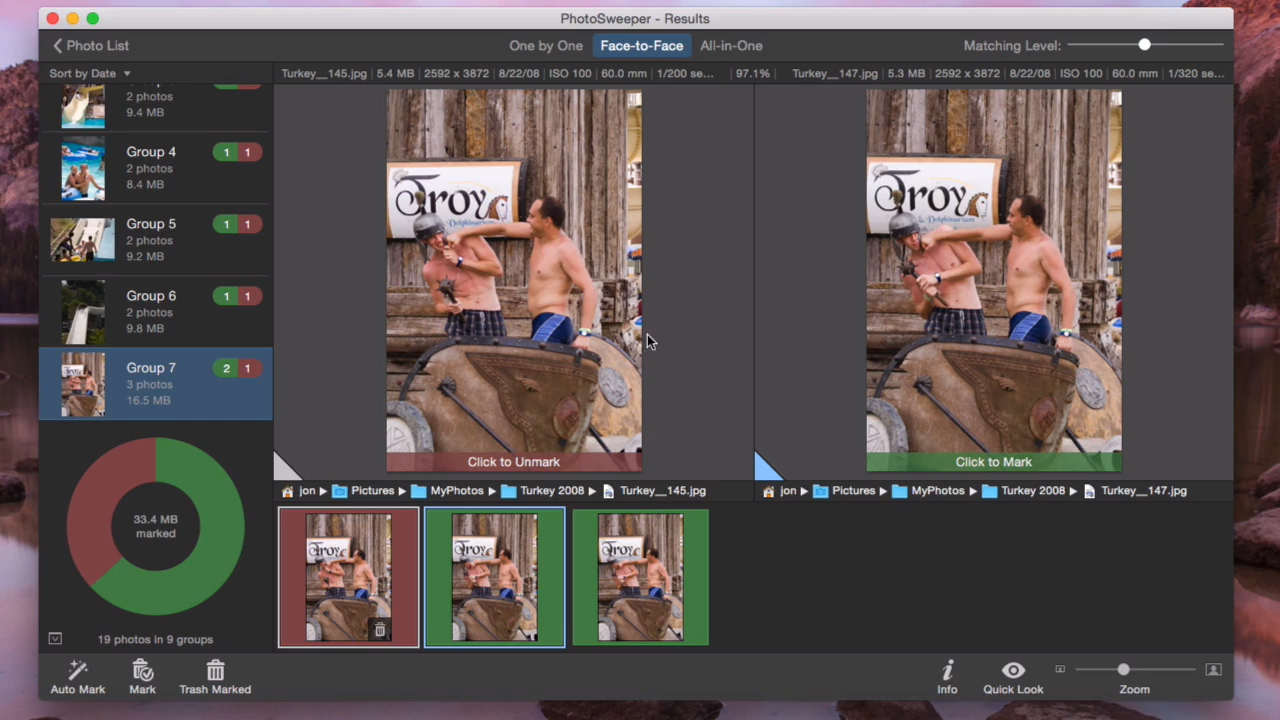 PhotoSweeper - Results
Photo List
One by One Face-to-Face All-in-One
Matching Level:
Sort by Date
Turkey__145.jpg | 5.4 MB | 2592 x 3872 | 8/22/08 | ISO 100 | 60.0 mm | 1/200 se... | 97.1% |
Turkey__147.jpg | 5.3 MB | 2592 x 3872 | 8/22/08 | ISO 100 | 60.0 mm | 1/320 se...
2 photos
9.4 MB
Group 4 1 1
2 photos
8.4 MB
Group 5 1 1
2 photos
9.2 MB
Group 6 1 1
2 photos
9.8 MB
Group 7 2 1
3 photos
16.5 MB
33.4 MB
marked
19 photos in 9 groups
Troy
Dolphinarium
Click to Unmark
Troy
& Dolphinarium
Click to Mark
jon Pictures MyPhotos Turkey 2008 Turkey__145.jpg
jon Pictures MyPhotos Turkey 2008 Turkey__147.jpg
Troy
Troy
Troy
Auto Mark Mark Trash Marked
Info Quick Look Zoom